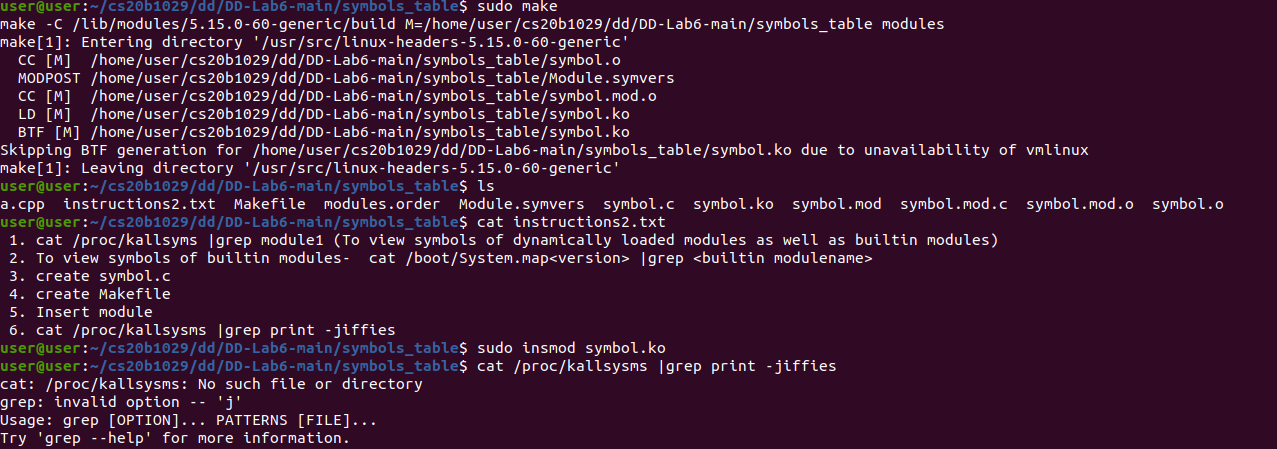 user@user:~/cs20b1029/dd/DD-Lab6-main/symbols_table$ sudo make
make -C /lib/modules/5.15.0-60-generic/build M=/home/user/cs20b1029/dd/DD-Lab6-main/symbols_table modules
make[1]: Entering directory '/usr/src/linux-headers-5.15.0-60-generic'
  CC [M]  /home/user/cs20b1029/dd/DD-Lab6-main/symbols_table/symbol.o
  MODPOST /home/user/cs20b1029/dd/DD-Lab6-main/symbols_table/Module.symvers
  CC [M]  /home/user/cs20b1029/dd/DD-Lab6-main/symbols_table/symbol.mod.o
  LD [M]  /home/user/cs20b1029/dd/DD-Lab6-main/symbols_table/symbol.ko
  BTF [M] /home/user/cs20b1029/dd/DD-Lab6-main/symbols_table/symbol.ko
Skipping BTF generation for /home/user/cs20b1029/dd/DD-Lab6-main/symbols_table/symbol.ko due to unavailability of vmlinux
make[1]: Leaving directory '/usr/src/linux-headers-5.15.0-60-generic'
user@user:~/cs20b1029/dd/DD-Lab6-main/symbols_table$ ls
a.cpp  instructions2.txt  Makefile  modules.order  Module.symvers  symbol.c  symbol.ko  symbol.mod  symbol.mod.c  symbol.mod.o  symbol.o
user@user:~/cs20b1029/dd/DD-Lab6-main/symbols_table$ cat instructions2.txt
 1. cat /proc/kallsyms |grep module1 (To view symbols of dynamically loaded modules as well as builtin modules)
 2. To view symbols of builtin modules-  cat /boot/System.map<version> |grep <builtin modulename>
 3. create symbol.c
 4. create Makefile
 5. Insert module
 6. cat /proc/kallsysms |grep print -jiffies
user@user:~/cs20b1029/dd/DD-Lab6-main/symbols_table$ sudo insmod symbol.ko
user@user:~/cs20b1029/dd/DD-Lab6-main/symbols_table$ cat /proc/kallsysms |grep print -jiffies
cat: /proc/kallsysms: No such file or directory
grep: invalid option -- 'j'
Usage: grep [OPTION]... PATTERNS [FILE]...
Try 'grep --help' for more information.